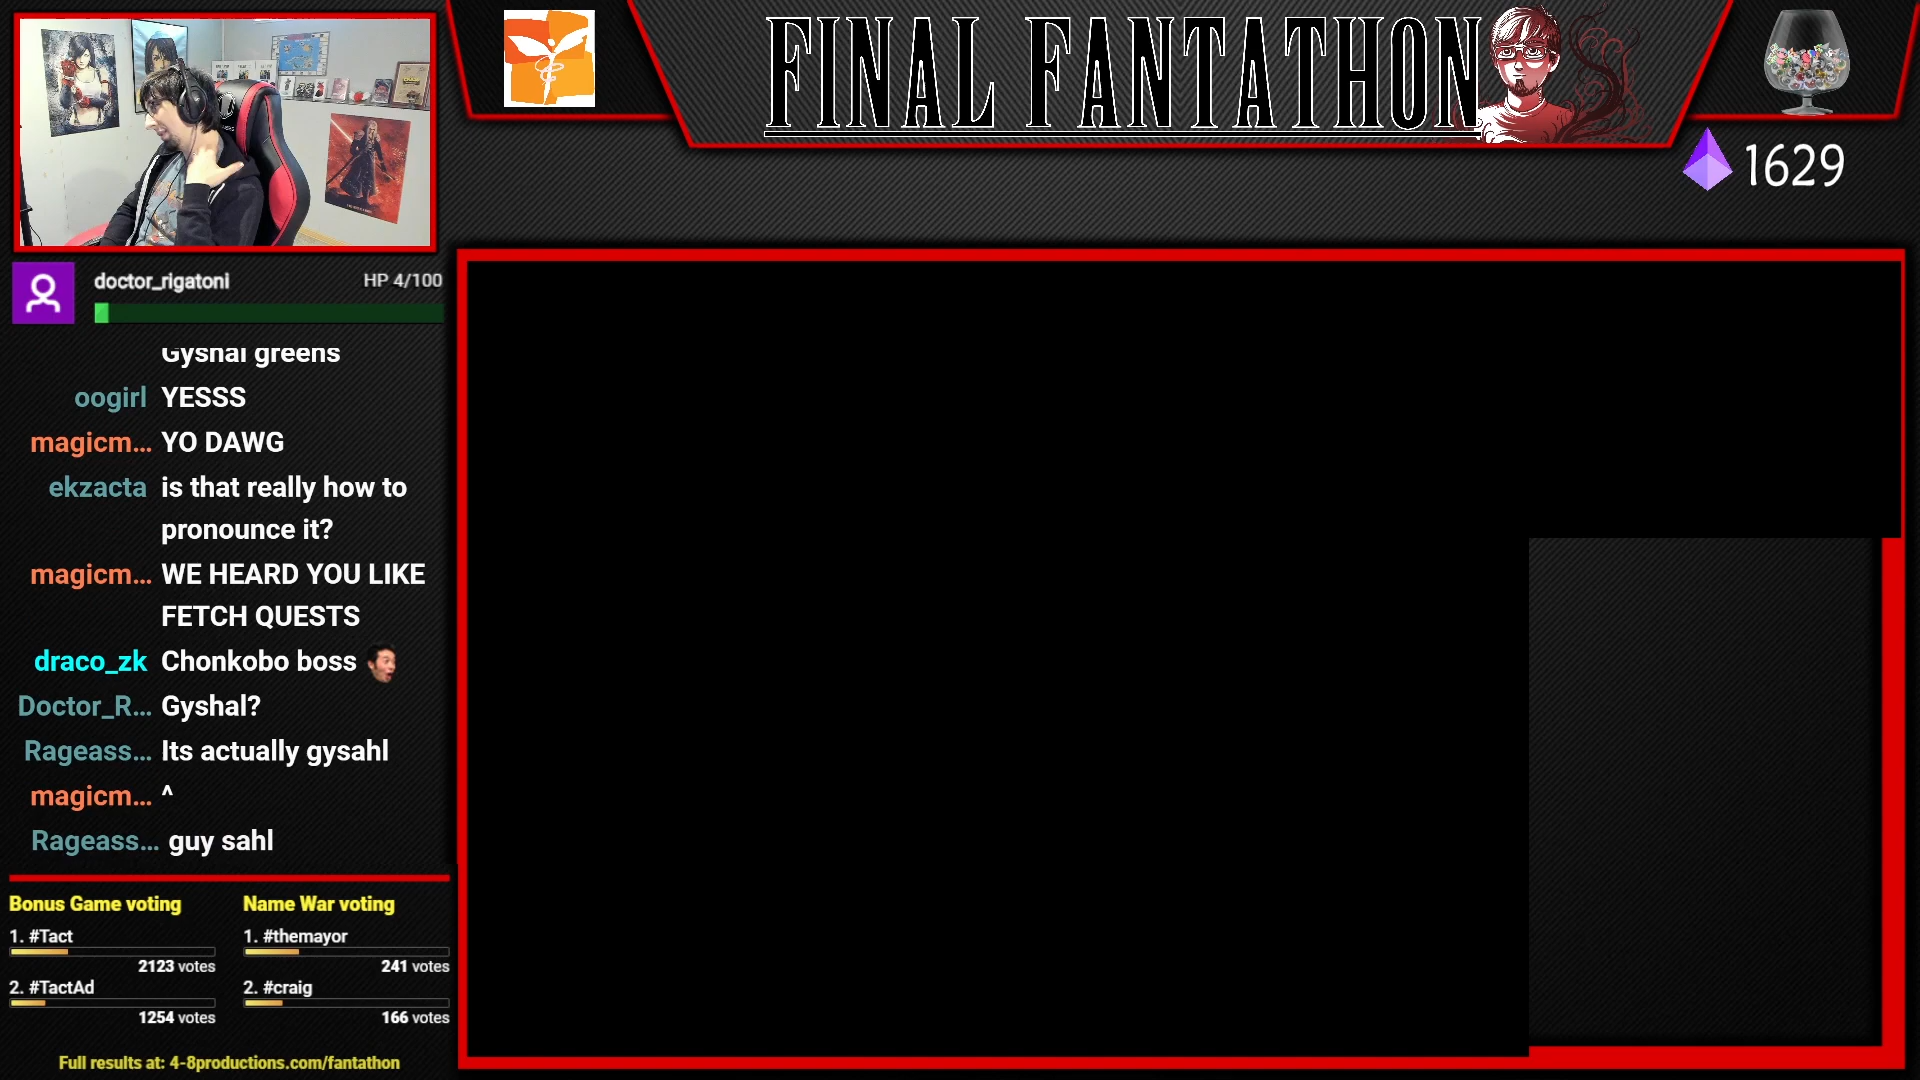 FINAL FANTATHON
1629
doctor_rigatoni HP 4/100
Gyshal greens
oogirl YESSS
magicm... YO DAWG
ekzacta is that really how to
pronounce it?
magicm... WE HEARD YOU LIKE
FETCH QUESTS
draco_zk Chonkobo boss
Doctor_R... Gyshal?
Rageass... Its actually gysahl
magicm... ^
Rageass... guy sahl
Bonus Game voting
1. #Tact
2123 votes
2. #TactAd
1254 votes
Name War voting
1. #themayor
241 votes
2. #craig
166 votes
Full results at: 4-8productions.com/fantathon